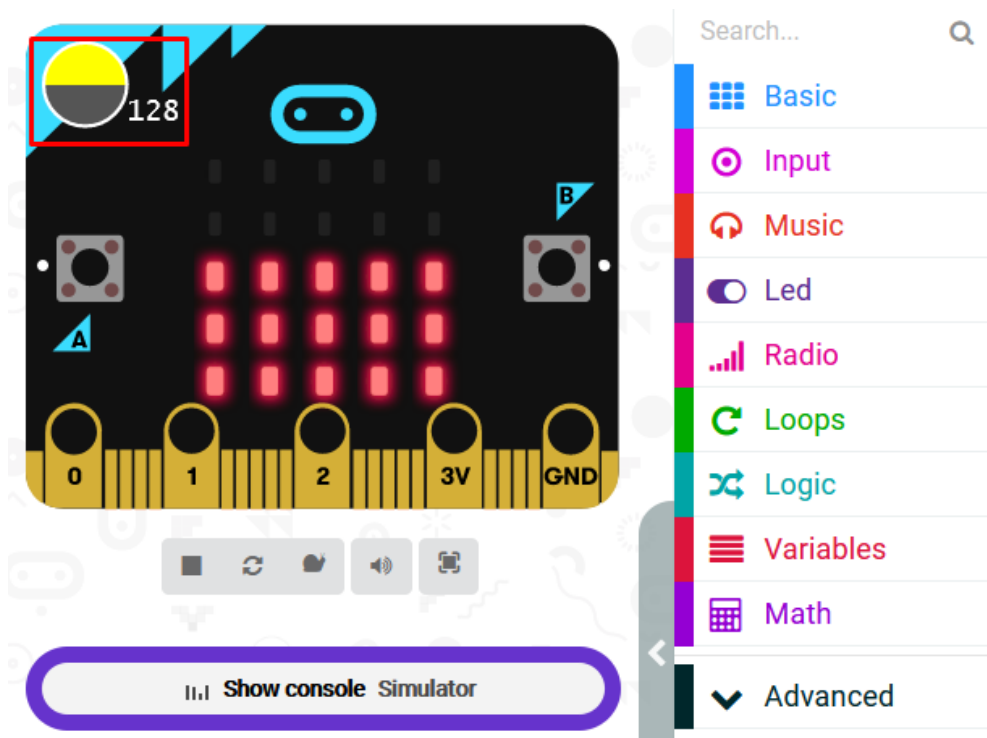 128
B
A
0 1 2 3V GND
Show console Simulator
Search...
Basic
Input
Music
Led
Radio
Loops
Logic
Variables
Math
Advanced